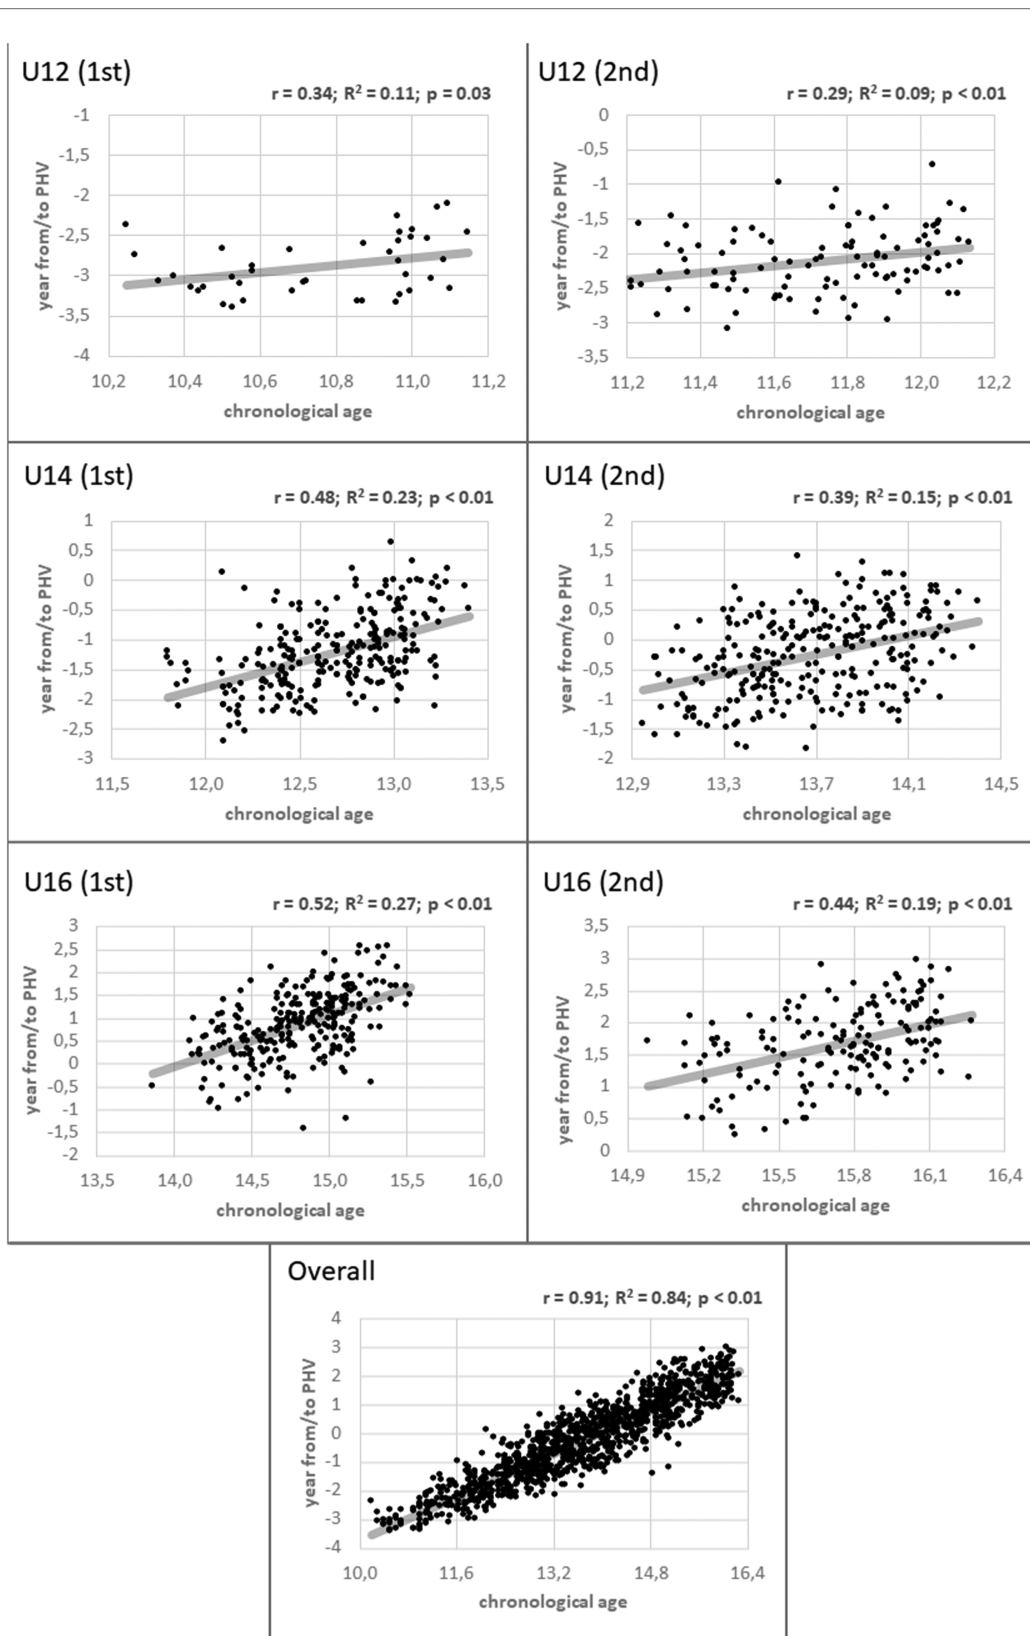 U12 (1st)
r = 0.34; R² = 0.11; p = 0.03
year from/to PHV
-1
-1,5
-2
-2,5
-3
-3,5
-4
10,2 10,4 10,6 10,8 11,0 11,2
chronological age
U12 (2nd)
r = 0.29; R² = 0.09; p < 0.01
year from/to PHV
0
-0,5
-1
-1,5
-2
-2,5
-3
-3,5
11,2 11,4 11,6 11,8 12,0 12,2
chronological age
U14 (1st)
r = 0.48; R² = 0.23; p < 0.01
year from/to PHV
1
0,5
0
-0,5
-1
-1,5
-2
-2,5
-3
11,5 12,0 12,5 13,0 13,5
chronological age
U14 (2nd)
r = 0.39; R² = 0.15; p < 0.01
year from/to PHV
2
1,5
1
0,5
0
-0,5
-1
-1,5
-2
12,9 13,3 13,7 14,1 14,5
chronological age
U16 (1st)
r = 0.52; R² = 0.27; p < 0.01
year from/to PHV
3
2,5
2
1,5
1
0,5
0
-0,5
-1
-1,5
-2
13,5 14,0 14,5 15,0 15,5 16,0
chronological age
U16 (2nd)
r = 0.44; R² = 0.19; p < 0.01
year from/to PHV
3,5
3
2,5
2
1,5
1
0,5
0
14,9 15,2 15,5 15,8 16,1 16,4
chronological age
Overall
r = 0.91; R² = 0.84; p < 0.01
year from/to PHV
4
3
2
1
0
-1
-2
-3
-4
10,0 11,6 13,2 14,8 16,4
chronological age